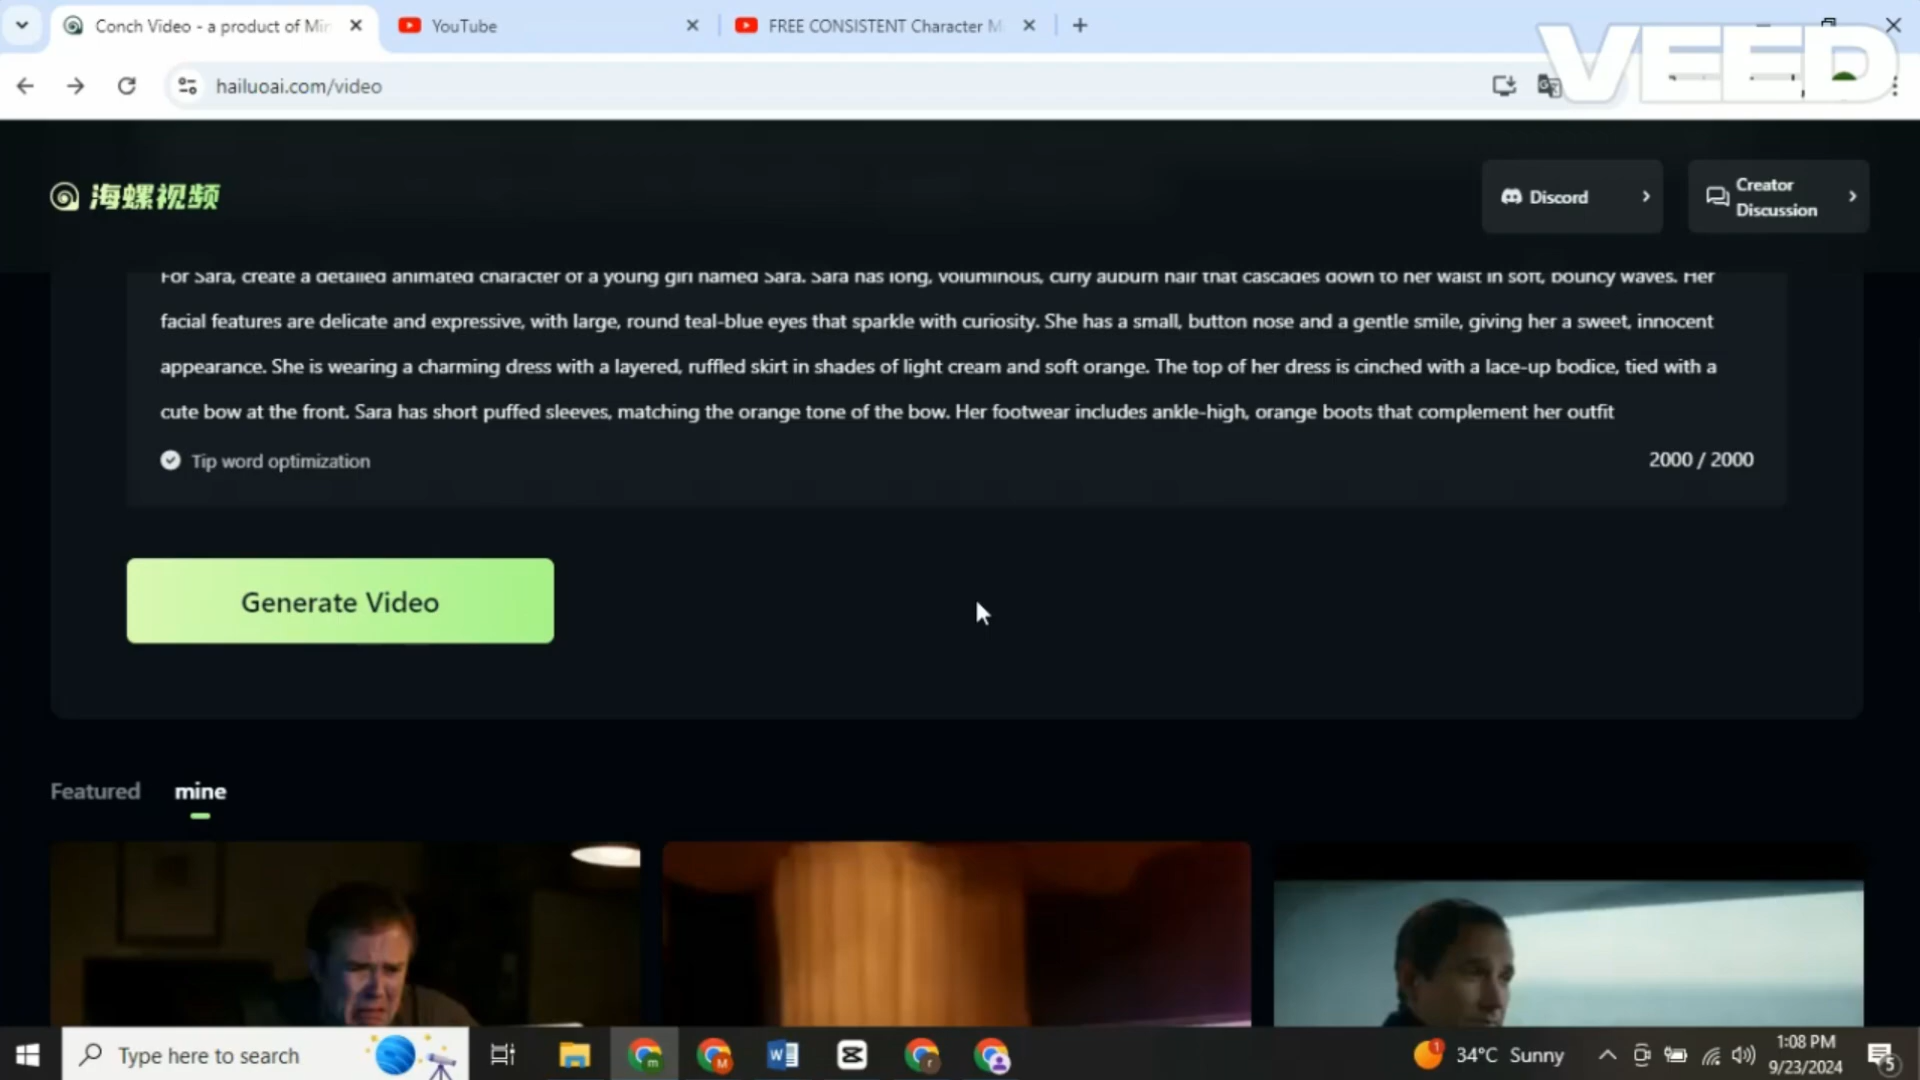 Conch Video - a product of Min
YouTube
FREE CONSISTENT Character M
VEED
hailuoai.com/video
海螺视频
Discord
Creator
Discussion
For Sara, create a detailed animated character of a young girl named Sara. Sara has long, voluminous, curly auburn hair that cascades down to her waist in soft, bouncy waves. Her
facial features are delicate and expressive, with large, round teal-blue eyes that sparkle with curiosity. She has a small, button nose and a gentle smile, giving her a sweet, innocent
appearance. She is wearing a charming dress with a layered, ruffled skirt in shades of light cream and soft orange. The top of her dress is cinched with a lace-up bodice, tied with a
cute bow at the front. Sara has short puffed sleeves, matching the orange tone of the bow. Her footwear includes ankle-high, orange boots that complement her outfit
Tip word optimization
2000 / 2000
Generate Video
Featured
mine
Type here to search
34°C Sunny
1:08 PM
9/23/2024
5